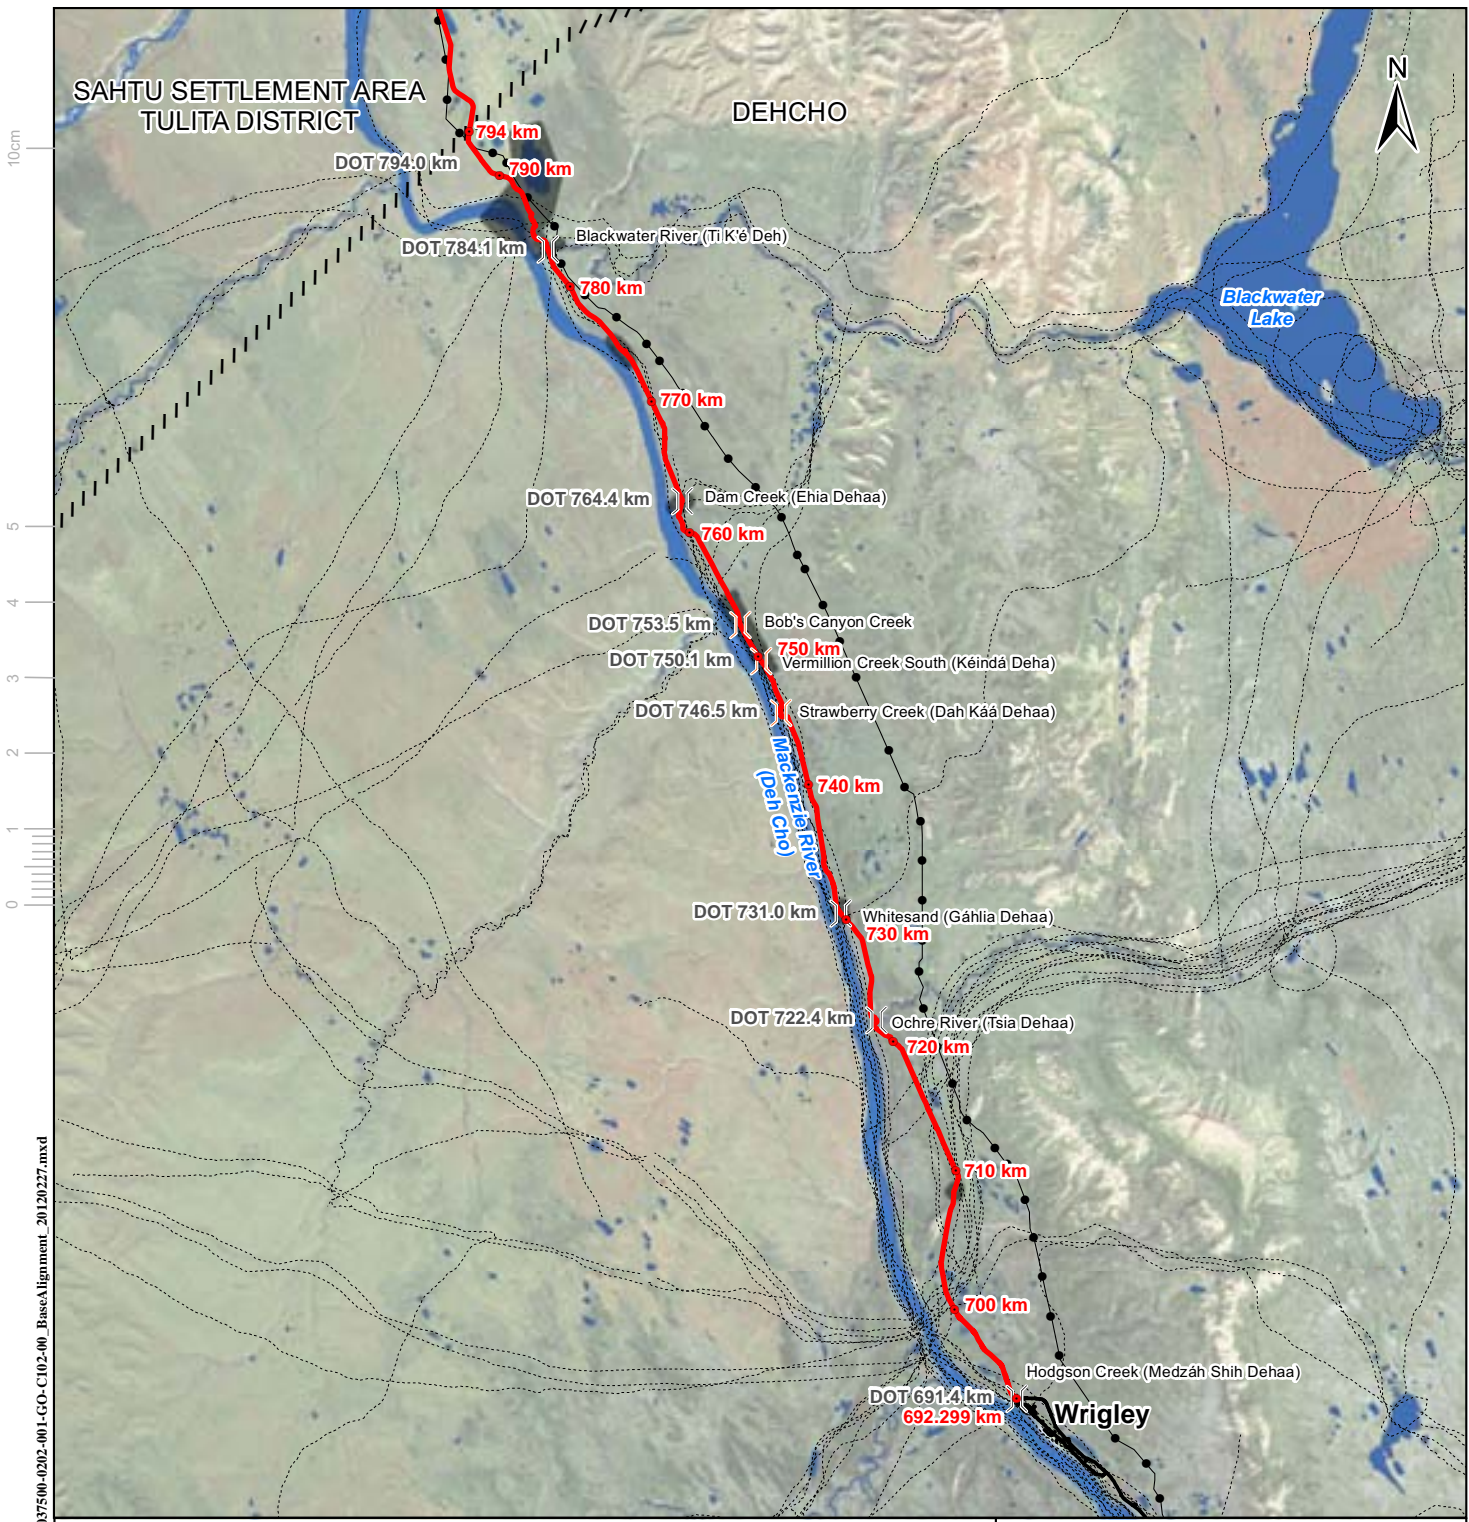 SAHTU SETTLEMENT AREA
TULITA DISTRICT
DEHCHO
N
794 km
DOT 794.0 km
790 km
Blackwater River (Ti K'é Deh)
DOT 784.1 km
780 km
Blackwater
Lake
770 km
DOT 764.4 km
Dam Creek (Ehia Dehaa)
760 km
DOT 753.5 km
Bob's Canyon Creek
750 km
DOT 750.1 km
Vermillion Creek South (Kéindá Deha)
DOT 746.5 km
Strawberry Creek (Dah Káá Dehaa)
Mackenzie River
(Deh Cho)
740 km
DOT 731.0 km
Whitesand (Gáhlia Dehaa)
730 km
DOT 722.4 km
Ochre River (Tsia Dehaa)
720 km
710 km
700 km
Hodgson Creek (Medzáh Shih Dehaa)
DOT 691.4 km
692.299 km
Wrigley
10cm
5
4
3
2
1
0
037500-0202-001-GO-C102-00_BaseAlignment_20120227.mxd